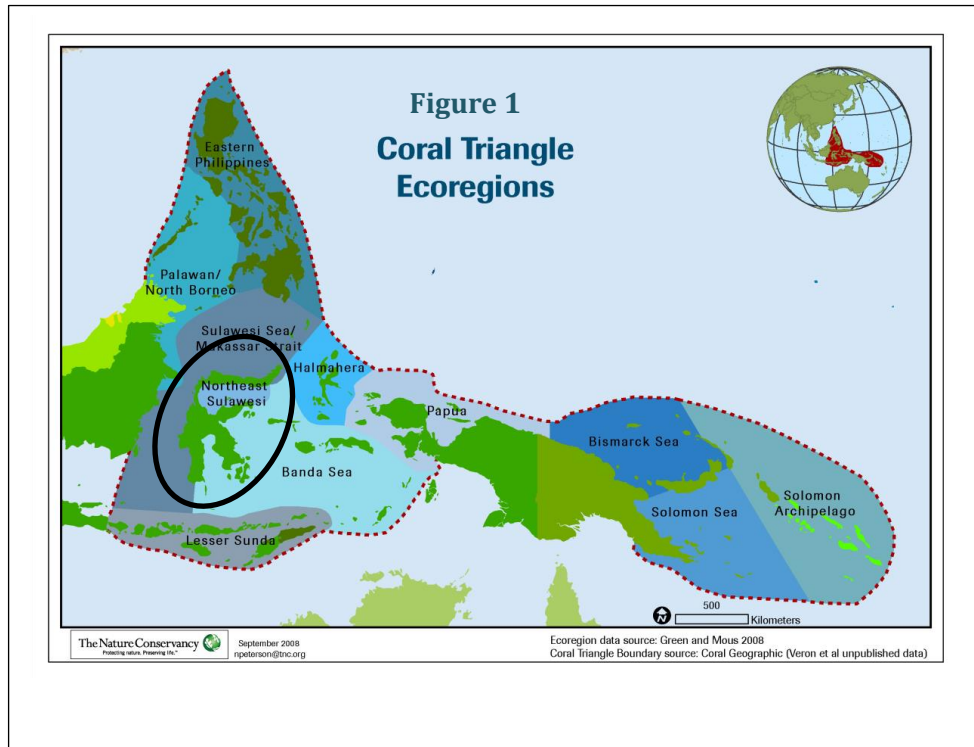 Figure 1
Coral Triangle
Ecoregions
Eastern
Philippines
Palawan/
North Borneo
Sulawesi Sea/
Makassar Strait
Halmahera
Northeast
Sulawesi
Papua
Banda Sea
Bismarck Sea
Solomon
Archipelago
Solomon Sea
Lesser Sunda
N
500
Kilometers
The Nature Conservancy
Protecting nature. Preserving life.™
September 2008
npeterson@tnc.org
Ecoregion data source: Green and Mous 2008
Coral Triangle Boundary source: Coral Geographic (Veron et al unpublished data)